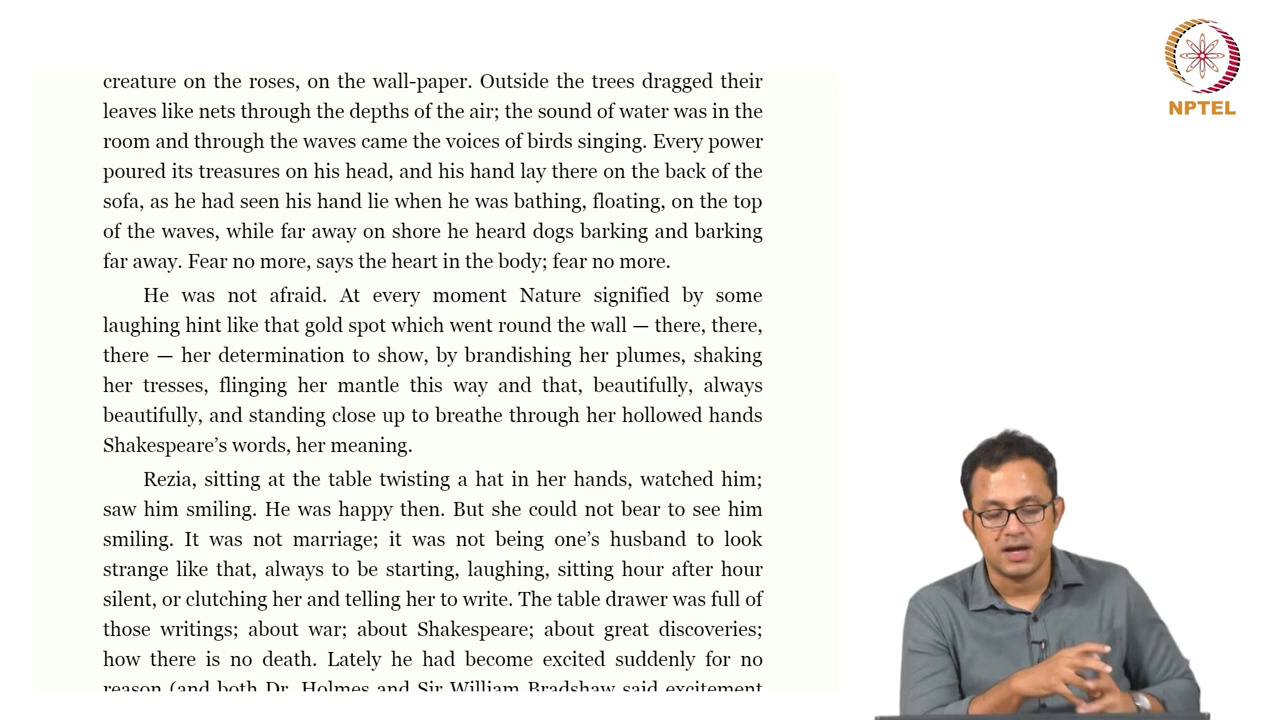 creature on the roses, on the wall-paper. Outside the trees dragged their
leaves like nets through the depths of the air; the sound of water was in the
room and through the waves came the voices of birds singing. Every power
poured its treasures on his head, and his hand lay there on the back of the
sofa, as he had seen his hand lie when he was bathing, floating, on the top
of the waves, while far away on shore he heard dogs barking and barking
far away. Fear no more, says the heart in the body; fear no more.
He was not afraid. At every moment Nature signified by some
laughing hint like that gold spot which went round the wall — there, there,
there — her determination to show, by brandishing her plumes, shaking
her tresses, flinging her mantle this way and that, beautifully, always
beautifully, and standing close up to breathe through her hollowed hands
Shakespeare’s words, her meaning.
Rezia, sitting at the table twisting a hat in her hands, watched him;
saw him smiling. He was happy then. But she could not bear to see him
smiling. It was not marriage; it was not being one’s husband to look
strange like that, always to be starting, laughing, sitting hour after hour
silent, or clutching her and telling her to write. The table drawer was full of
those writings; about war; about Shakespeare; about great discoveries;
how there is no death. Lately he had become excited suddenly for no
reason (and both Dr. Holmes and Sir William Bradshaw said excitement
NPTEL